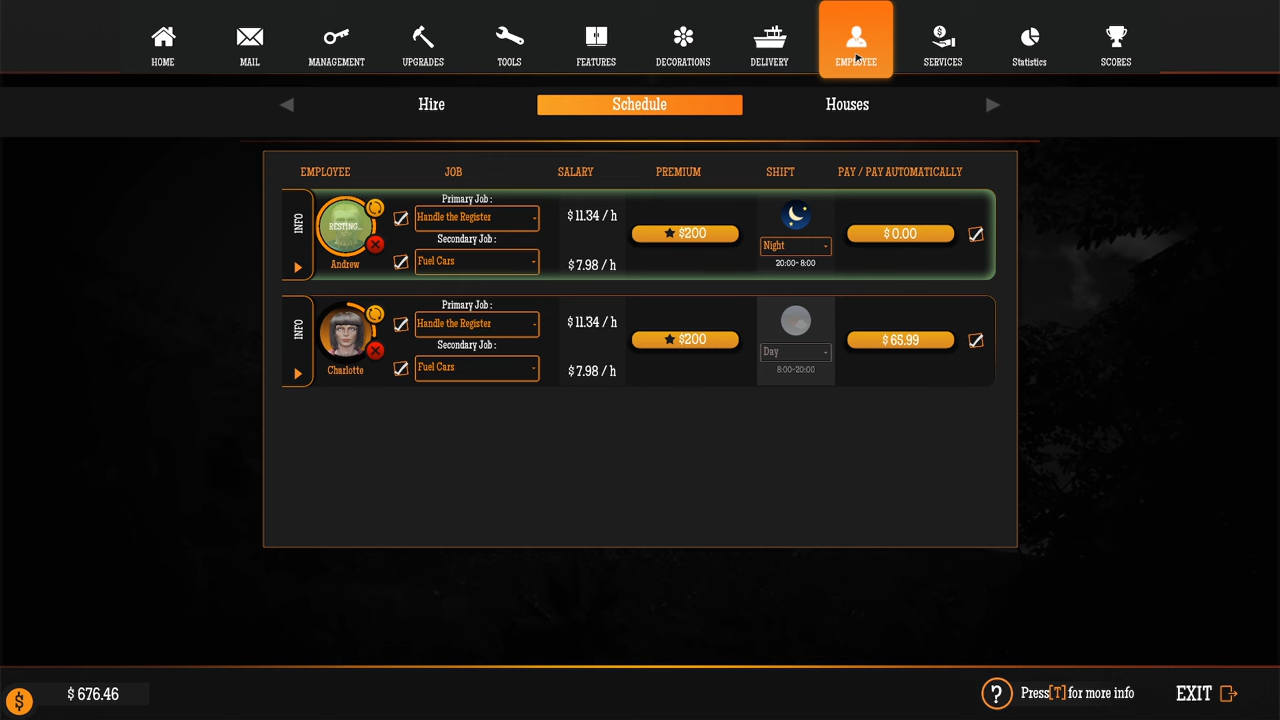 HOME MAIL MANAGEMENT UPGRADES TOOLS FEATURES DECORATIONS DELIVERY EMPLOYEE SERVICES Statistics SCORES
Hire Schedule Houses
EMPLOYEE JOB SALARY PREMIUM SHIFT PAY / PAY AUTOMATICALLY
INFO
RESTING...
Andrew
Primary Job :
Handle the Register
Secondary Job :
Fuel Cars
$ 11.34 / h
$ 7.98 / h
$200
Night
20:00- 8:00
$ 0.00
INFO
Charlotte
Primary Job :
Handle the Register
Secondary Job :
Fuel Cars
$ 11.34 / h
$ 7.98 / h
$200
Day
8:00-20:00
$ 65.99
$ $ 676.46
? Press[T] for more info EXIT